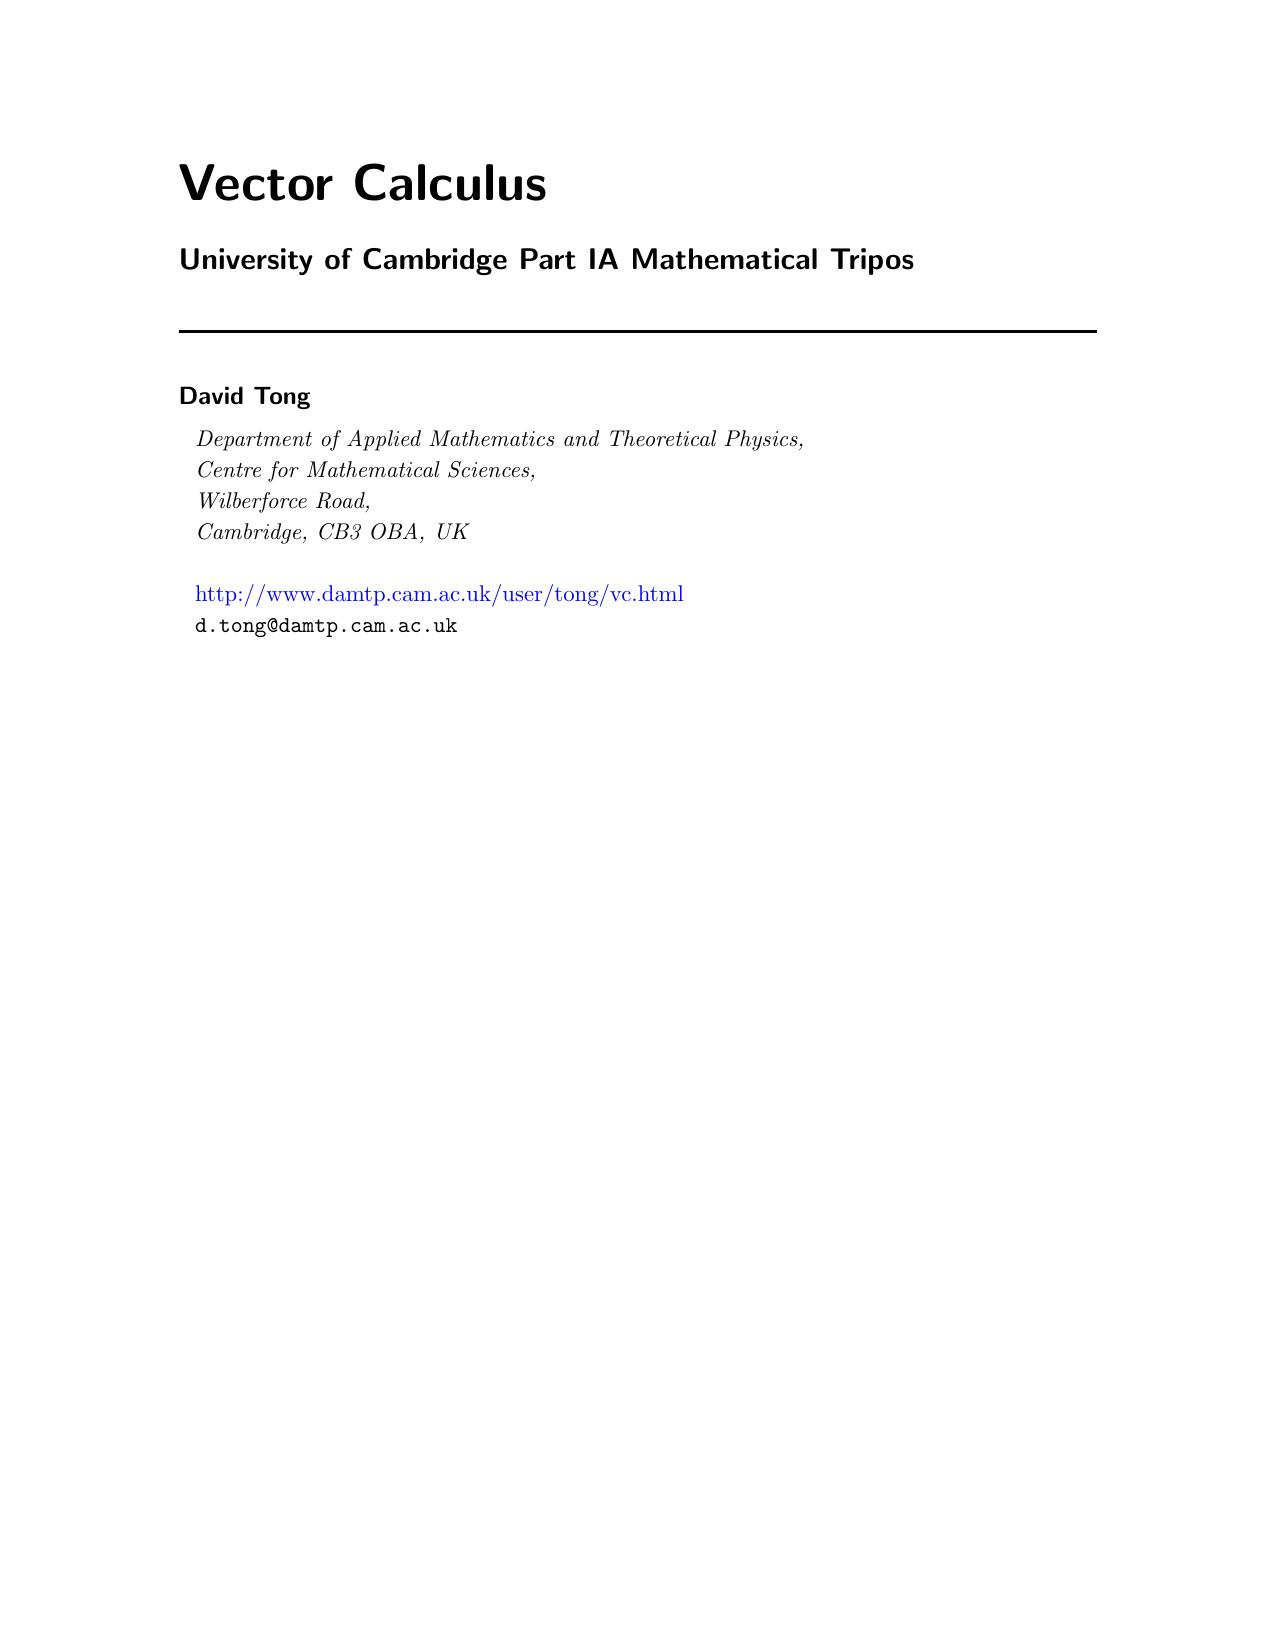 Vector Calculus
University of Cambridge Part IA Mathematical Tripos
David Tong
Department of Applied Mathematics and Theoretical Physics,
Centre for Mathematical Sciences,
Wilberforce Road,
Cambridge, CB3 OBA, UK
http://www.damtp.cam.ac.uk/user/tong/vc.html
d.tong@damtp.cam.ac.uk